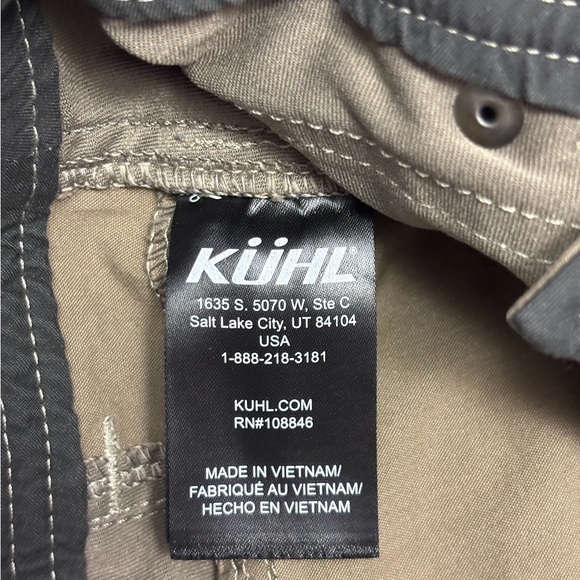 KÜHL
1635 S. 5070 W, Ste C
Salt Lake City, UT 84104
USA
1-888-218-3181
KUHL.COM
RN#108846
MADE IN VIETNAM/
FABRIQUÉ AU VIETNAM/
HECHO EN VIETNAM